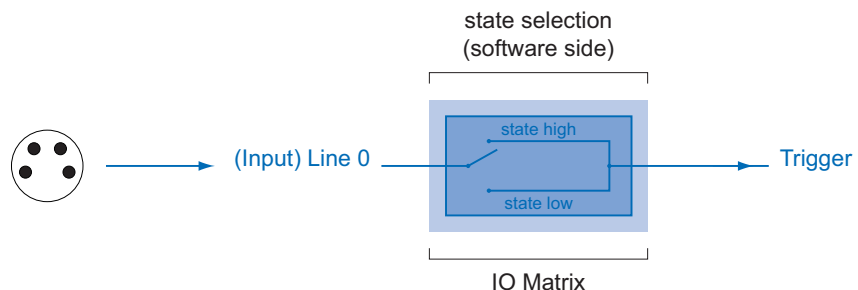 state selection
(software side)
state high
(Input) Line 0
Trigger
state low
IO Matrix